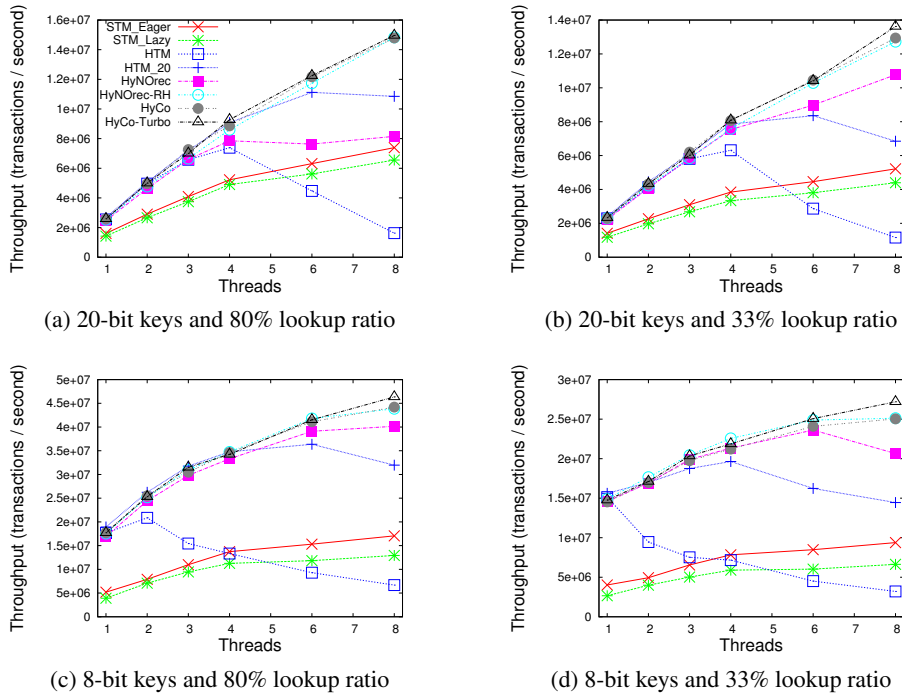 Throughput (transactions / second)
1.6e+07
1.4e+07
1.2e+07
1e+07
8e+06
6e+06
4e+06
2e+06
0
STM_Eager
STM_Lazy
HTM
HTM_20
HyNOrec
HyNOrec-RH
HyCo
HyCo-Turbo
1 2 3 4 6 8
Threads
(a) 20-bit keys and 80% lookup ratio
Throughput (transactions / second)
1.4e+07
1.2e+07
1e+07
8e+06
6e+06
4e+06
2e+06
0
1 2 3 4 6 8
Threads
(b) 20-bit keys and 33% lookup ratio
Throughput (transactions / second)
5e+07
4.5e+07
4e+07
3.5e+07
3e+07
2.5e+07
2e+07
1.5e+07
1e+07
5e+06
0
1 2 3 4 6 8
Threads
(c) 8-bit keys and 80% lookup ratio
Throughput (transactions / second)
3e+07
2.5e+07
2e+07
1.5e+07
1e+07
5e+06
0
1 2 3 4 6 8
Threads
(d) 8-bit keys and 33% lookup ratio